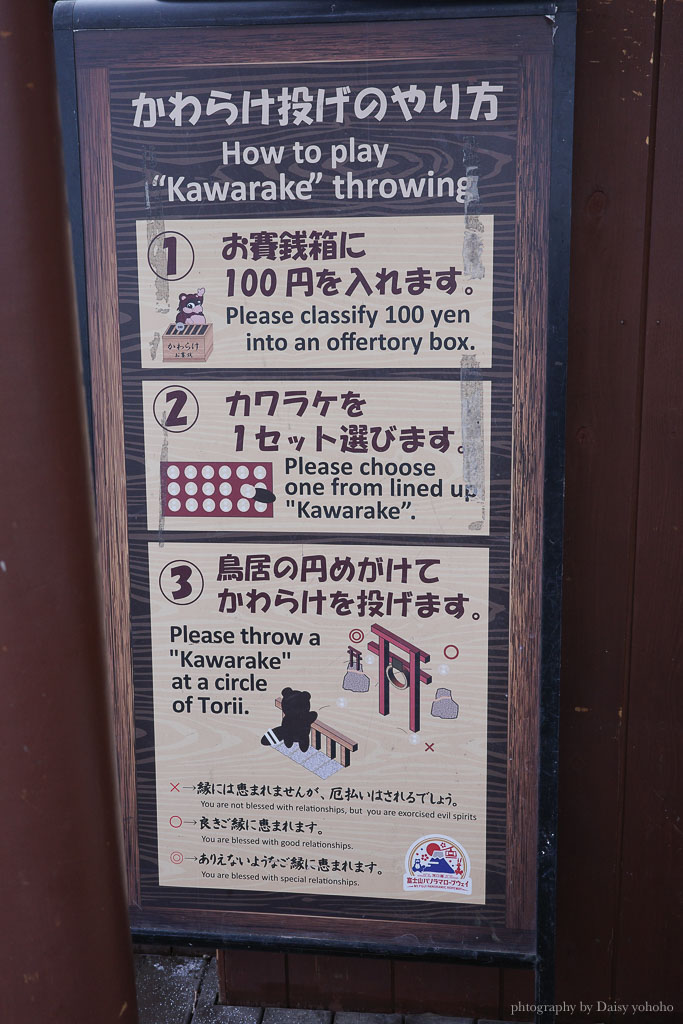 かわらけ投げのやり方
How to play
“Kawarake” throwing
1
お賽銭箱に
100円を入れます。
Please classify 100 yen
into an offertory box.
かわらけ
お賽銭
2
カワラケを
1セット選びます。
Please choose
one from lined up
"Kawarake”.
3
鳥居の円めがけて
かわらけを投げます。
Please throw a
"Kawarake"
at a circle
of Torii.
×→縁には恵まれませんが、厄払いはされるでしょう。
You are not blessed with relationships, but you are exorcised evil spirits
○→良きご縁に恵まれます。
You are blessed with good relationships.
◎→ありえないようなご縁に恵まれます。
You are blessed with special relationships.
富士山パノラマロープウェイ
photography by Daisy yohoho